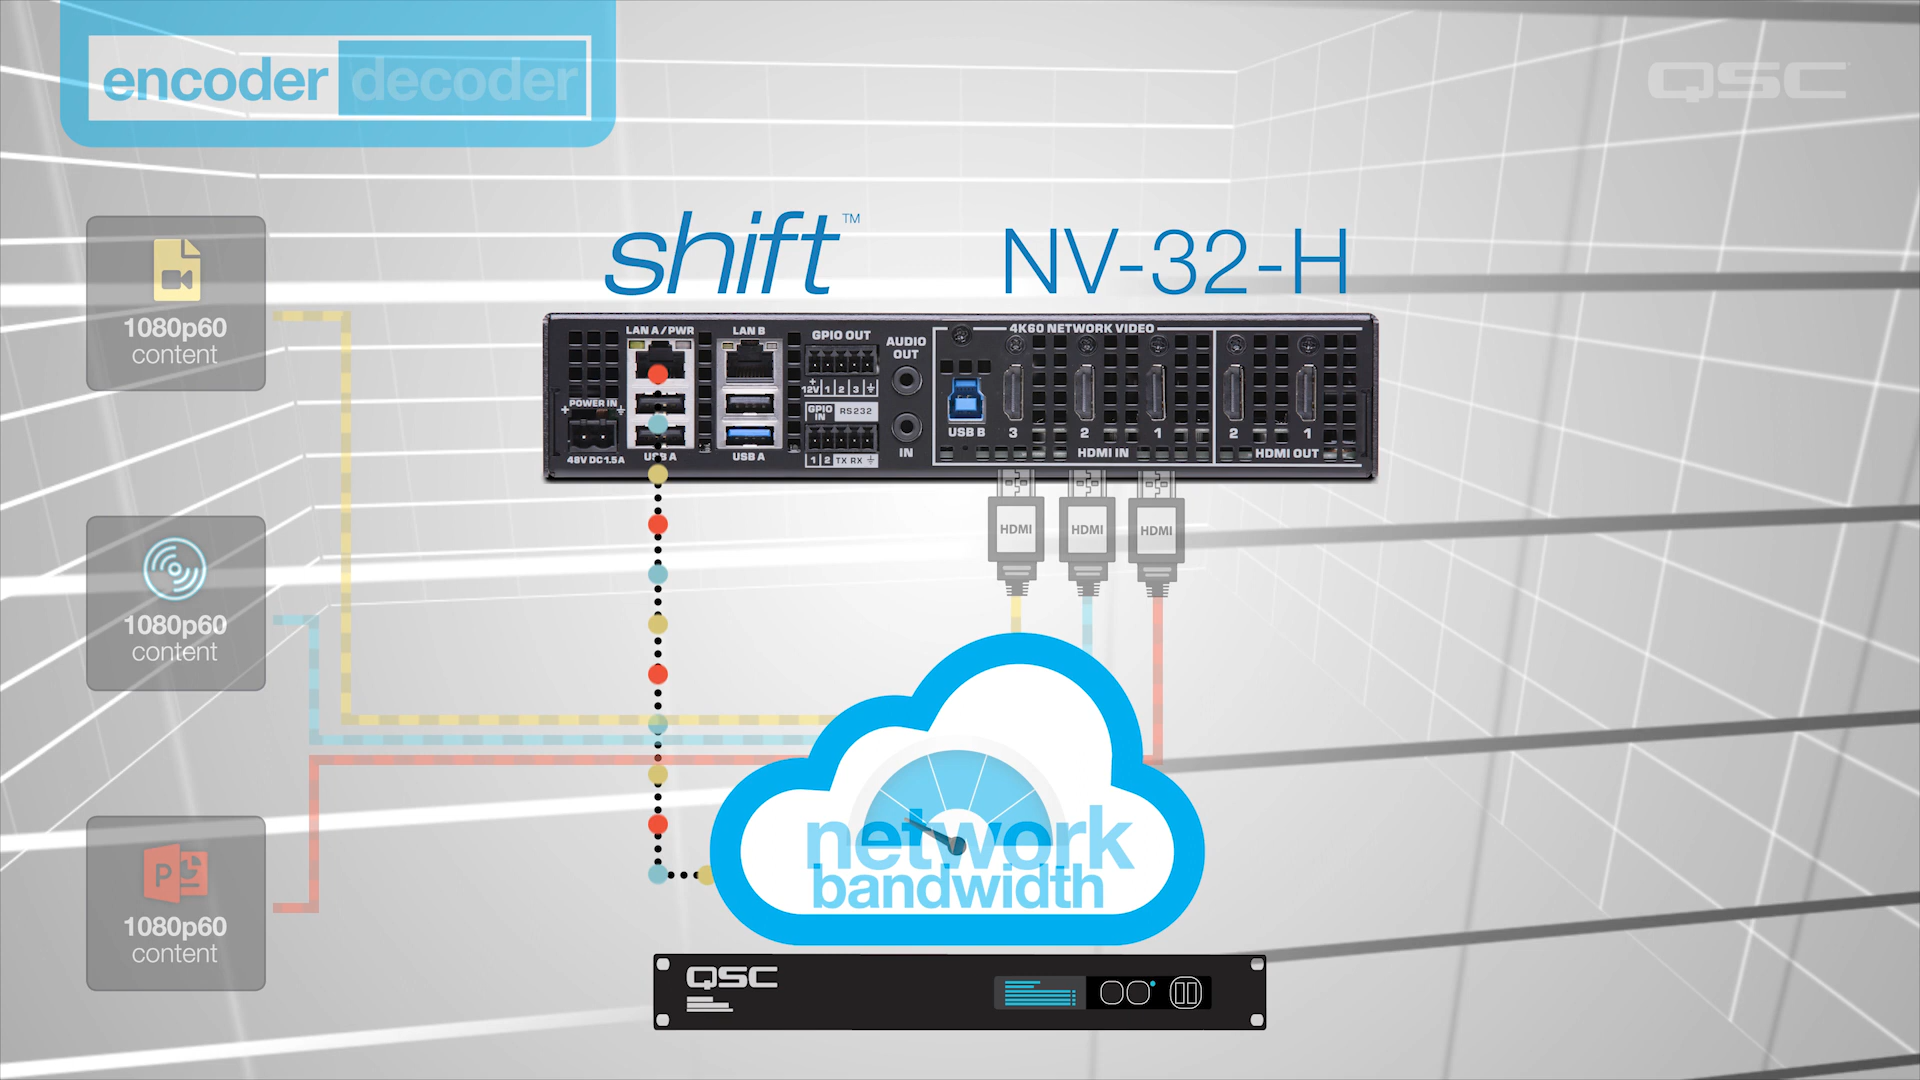 encoder decoder
QSC
shift™ NV-32-H
1080p60
content
LAN A / PWR
LAN B
GPIO OUT
AUDIO
OUT
4K60 NETWORK VIDEO
+
12V 1 2 3
POWER IN
+
GPIO
IN
RS232
48V DC 1.5A
USB A
USB A
1 2 TX RX
IN
USB B
3 2 1
HDMI IN
2 1
HDMI OUT
HDMI HDMI HDMI
1080p60
content
P
1080p60
content
network
bandwidth
QSC